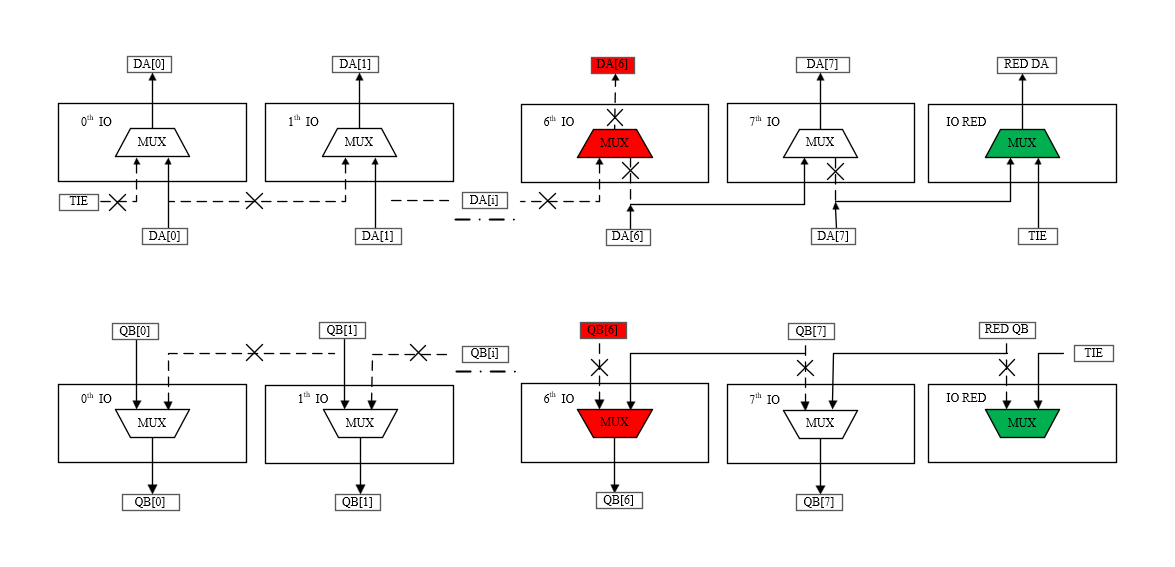 DA[0] DA[1] DA[6] DA[7] RED DA
0th IO 1th IO 6th IO 7th IO IO RED
MUX MUX MUX MUX MUX
TIE DA[i]
DA[0] DA[1] DA[6] DA[7] TIE
QB[0] QB[1] QB[6] QB[7] RED QB
QB[i] TIE
0th IO 1th IO 6th IO 7th IO IO RED
MUX MUX MUX MUX MUX
QB[0] QB[1] QB[6] QB[7]